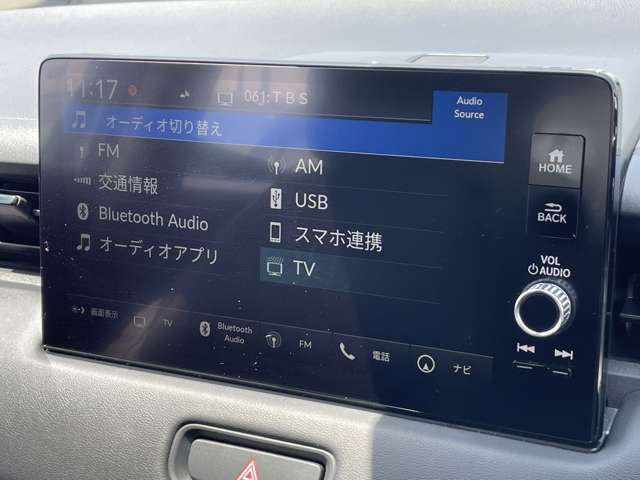 11:17
061:TBS
Audio
Source
オーディオ切り替え
FM
AM
交通情報
USB
Bluetooth Audio
スマホ連携
オーディオアプリ
TV
HOME
BACK
VOL
AUDIO
画面表示
TV
Bluetooth
Audio
FM
電話
ナビ